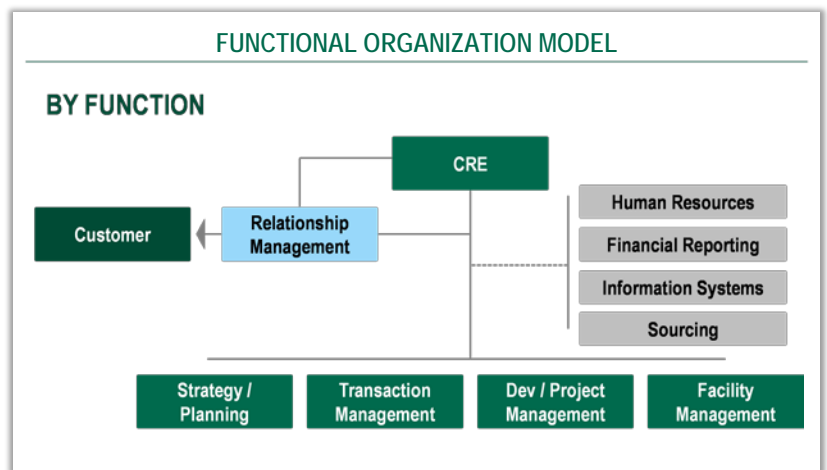 FUNCTIONAL ORGANIZATION MODEL
BY FUNCTION
CRE
Customer
Relationship
Management
Human Resources
Financial Reporting
Information Systems
Sourcing
Strategy /
Planning
Transaction
Management
Dev / Project
Management
Facility
Management